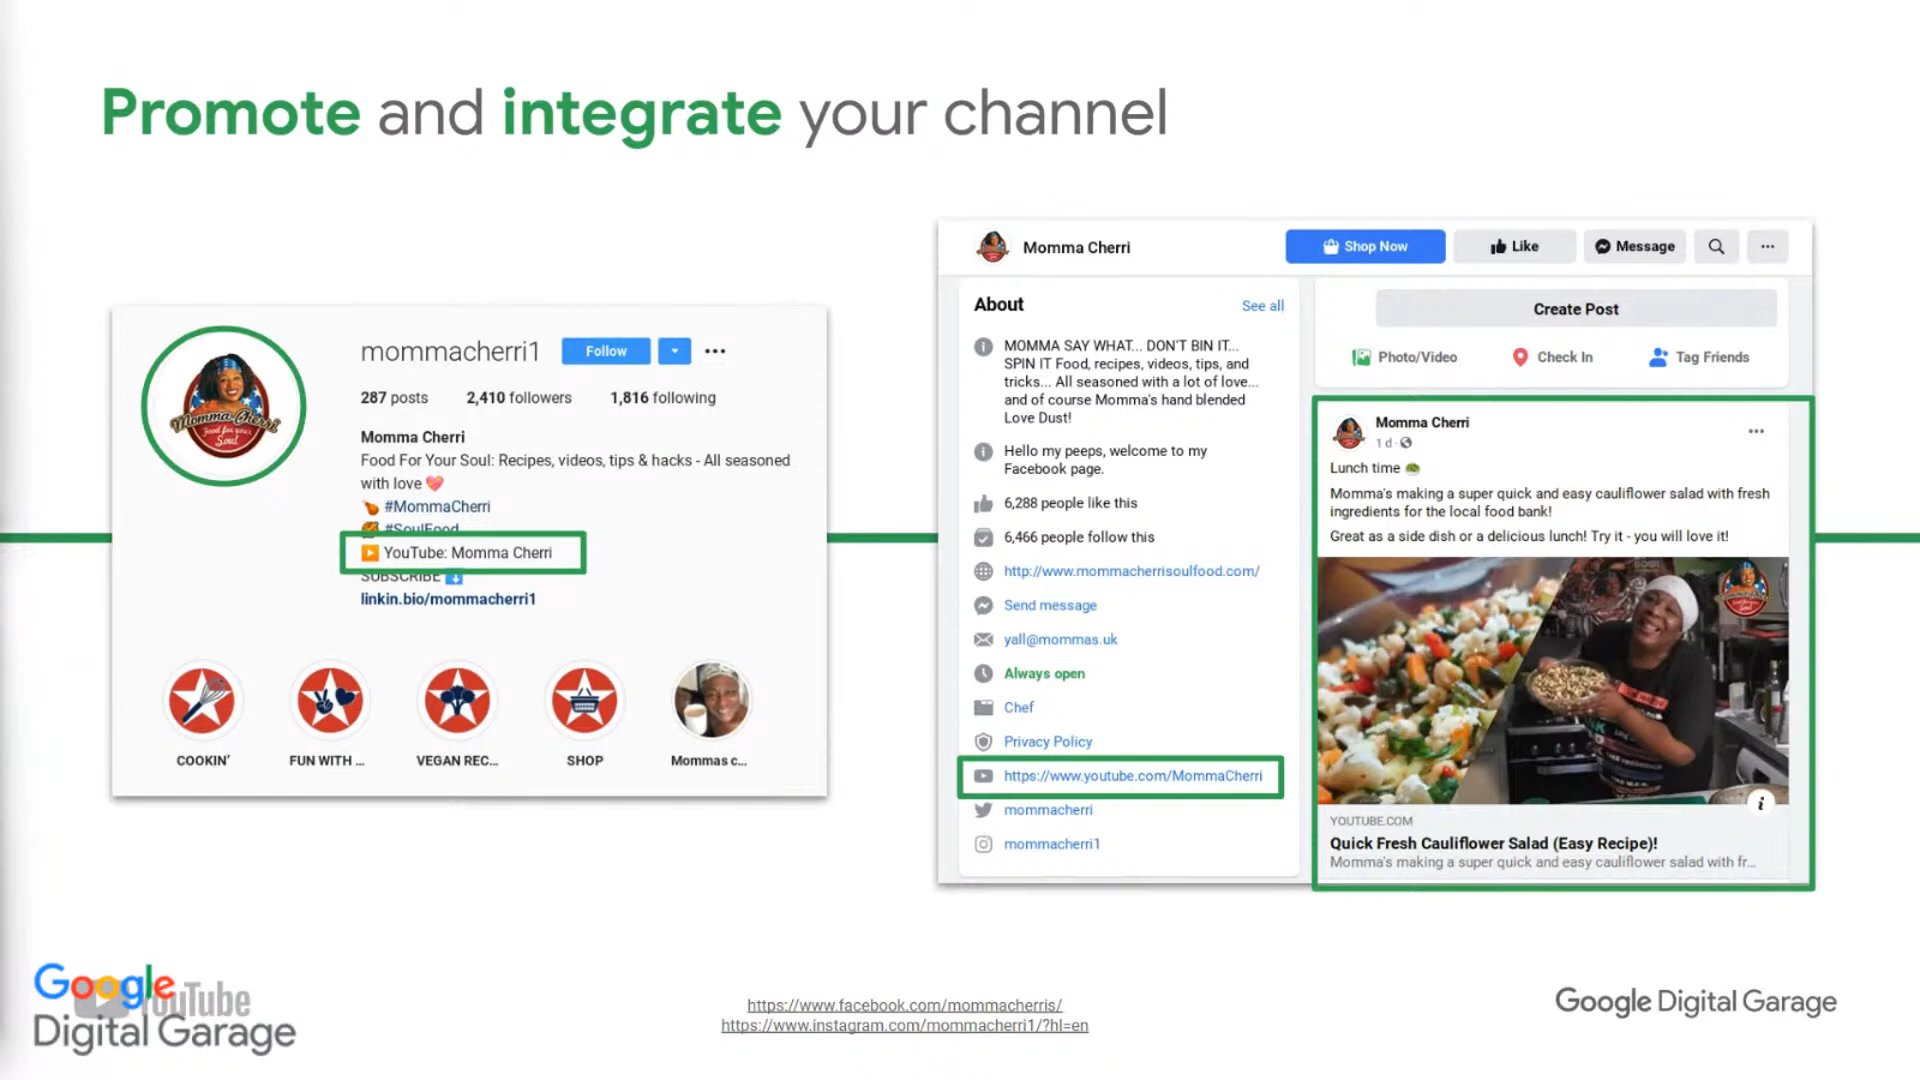 Promote and integrate your channel
mommacherri1
Follow
287 posts 2,410 followers 1,816 following
Momma Cherri
Food For Your Soul: Recipes, videos, tips & hacks - All seasoned
with love
#MommaCherri
#SoulFood
YouTube: Momma Cherri
SUBSCRIBE
linkin.bio/mommacherri1
COOKIN' FUN WITH ... VEGAN REC... SHOP Mommas c...
Momma Cherri
Food for your
Soul
Momma Cherri
Shop Now
Like
Message
About
See all
MOMMA SAY WHAT... DON'T BIN IT...
SPIN IT Food, recipes, videos, tips, and
tricks... All seasoned with a lot of love...
and of course Momma's hand blended
Love Dust!
Hello my peeps, welcome to my
Facebook page.
6,288 people like this
6,466 people follow this
http://www.mommacherrisoulfood.com/
Send message
yall@mommas.uk
Always open
Chef
Privacy Policy
https://www.youtube.com/MommaCherri
mommacherri
mommacherri1
Create Post
Photo/Video Check In Tag Friends
Momma Cherri
1 d
Lunch time
Momma's making a super quick and easy cauliflower salad with fresh
ingredients for the local food bank!
Great as a side dish or a delicious lunch! Try it - you will love it!
YOUTUBE.COM
Quick Fresh Cauliflower Salad (Easy Recipe)!
Momma's making a super quick and easy cauliflower salad with fr...
Google
YouTube
Digital Garage
https://www.facebook.com/mommacherris/
https://www.instagram.com/mommacherri1/?hl=en
Google Digital Garage